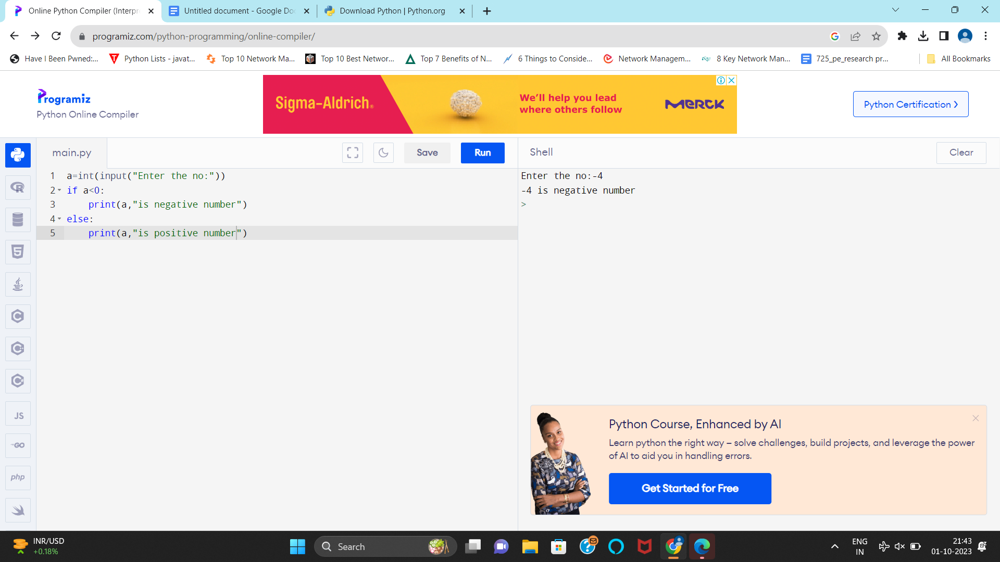 Online Python Compiler (Interpr
Untitled document - Google Do
Download Python | Python.org
programiz.com/python-programming/online-compiler/
Have I Been Pwned:...
Python Lists - javat...
Top 10 Network Ma...
Top 10 Best Networ...
Top 7 Benefits of N...
6 Things to Conside...
Network Managem...
8 Key Network Man...
725_pe_research pr...
All Bookmarks
Programiz
Python Online Compiler
Sigma-Aldrich®
We'll help you lead
where others follow
MERCK
Python Certification >
main.py
Save
Run
Shell
Clear
1 a=int(input("Enter the no:"))
2 if a<0:
3 print(a,"is negative number")
4 else:
5 print(a,"is positive number")
Enter the no:-4
-4 is negative number
>
R
5
C
C
C
JS
GO
php
Python Course, Enhanced by AI
Learn python the right way – solve challenges, build projects, and leverage the power
of AI to aid you in handling errors.
Get Started for Free
INR/USD
+0.18%
Search
ENG
IN
21:43
01-10-2023